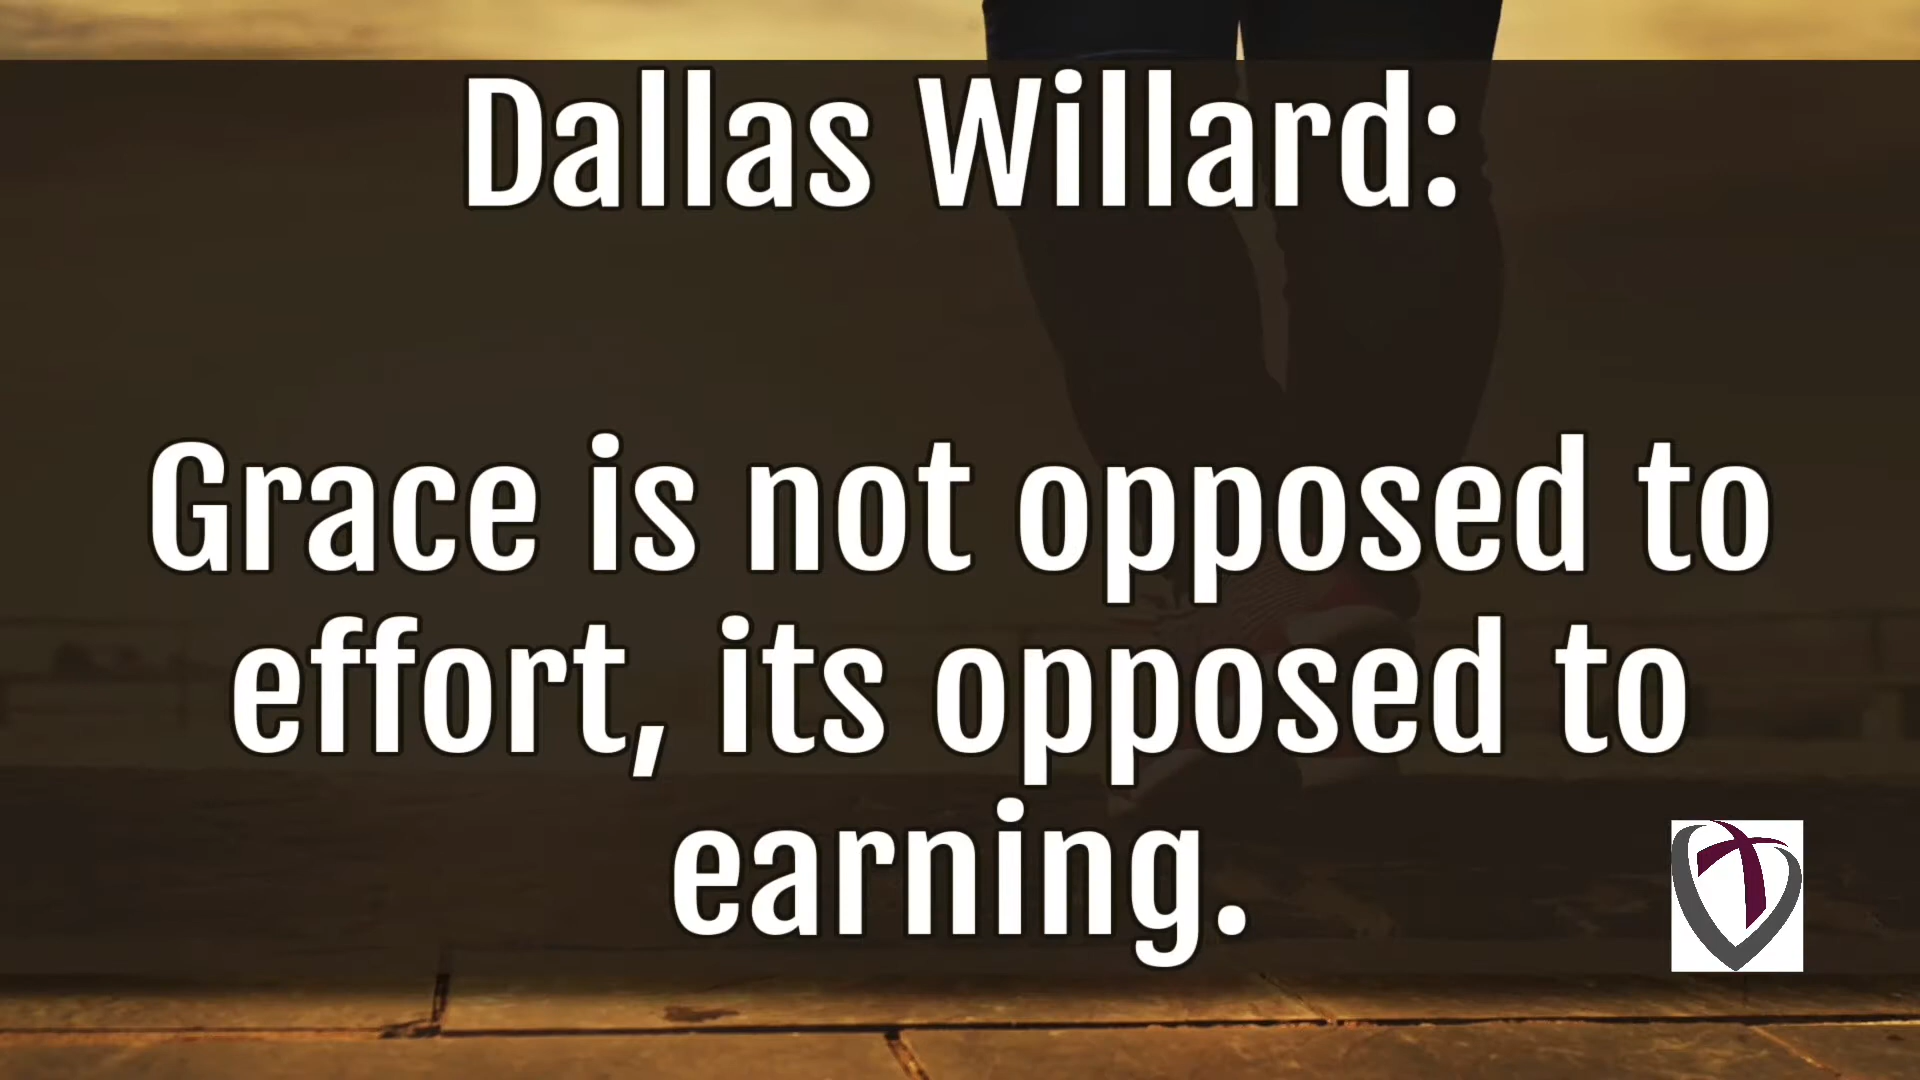 Dallas Willard:
Grace is not opposed to
effort, its opposed to
earning.